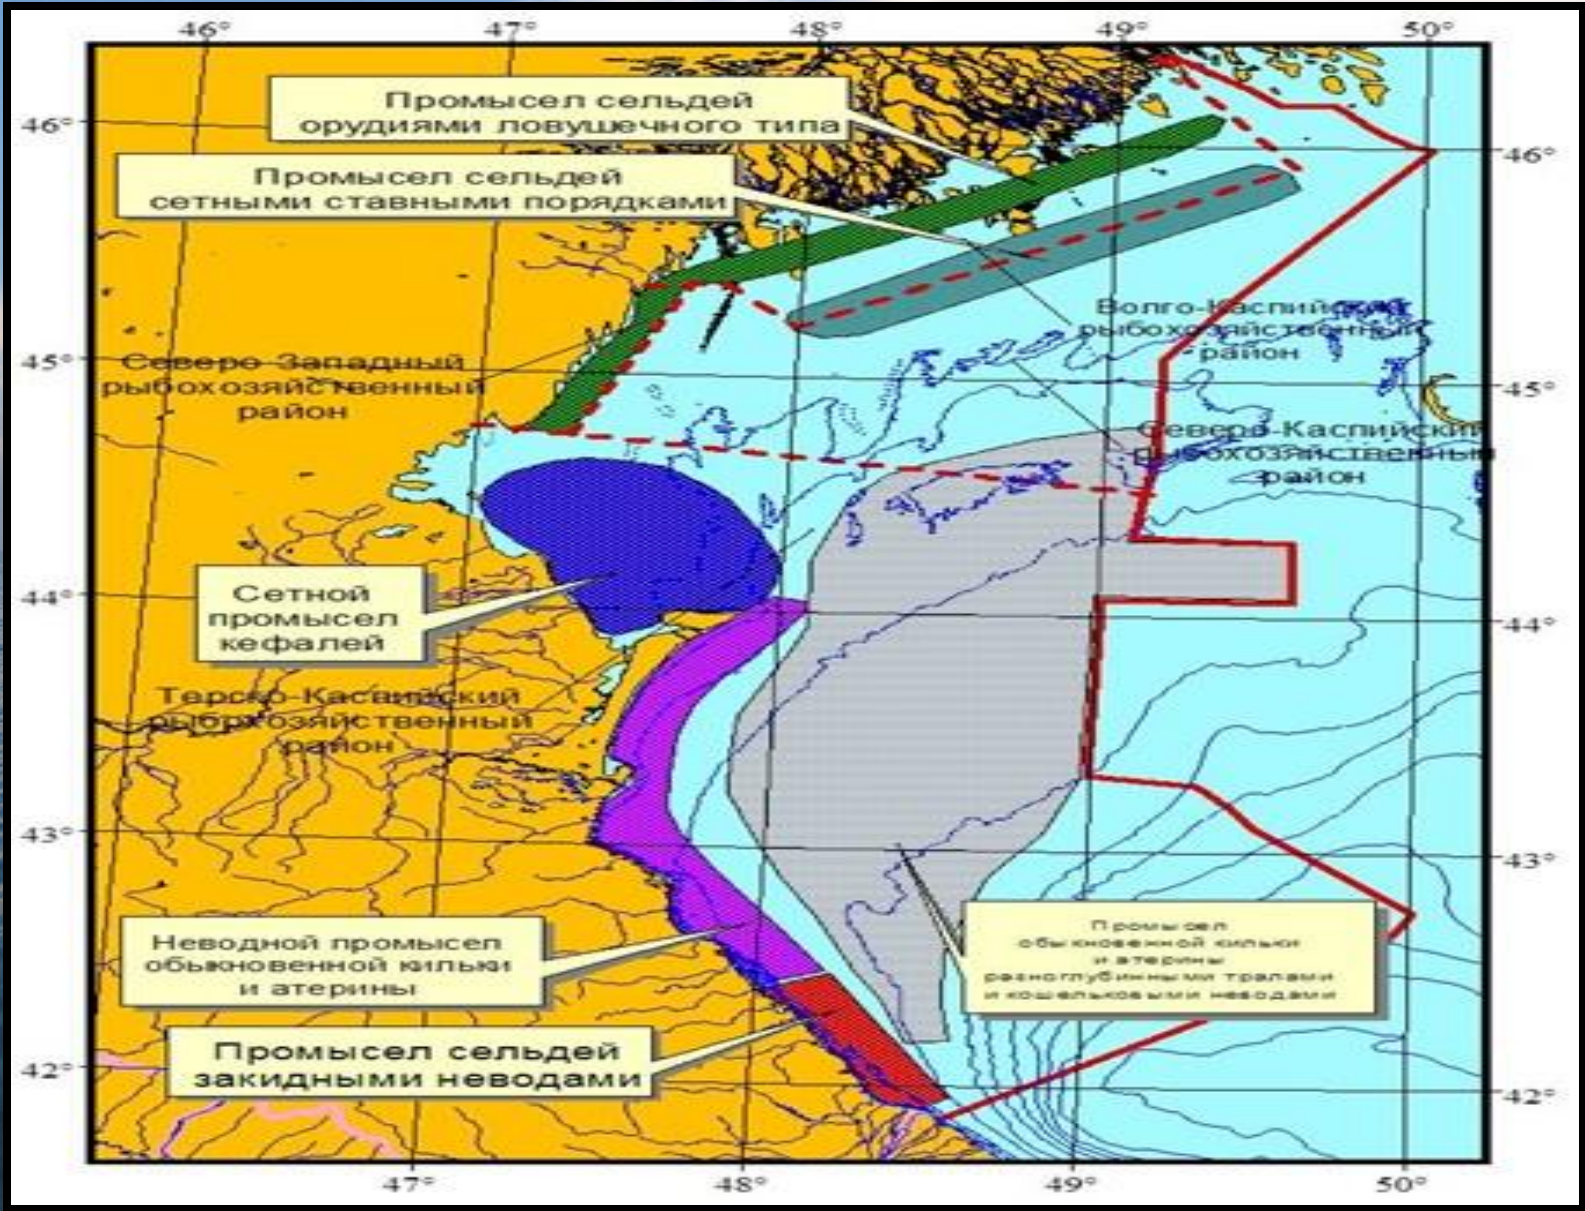 46° 47° 48° 49° 50°
Промысел сельдей
орудиями ловушечного типа
46°
46°
Промысел сельдей
сетными ставными порядками
Волго-Каспийский
рыбохозяйственный
район
45°
45°
Северо-Западный
рыбохозяйственный
район
Северо-Каспийский
рыбохозяйственный
район
Сетной
промысел
кефалей
44°
44°
Терско-Каспийский
рыбохозяйственный
район
43°
43°
Неводной промысел
обыкновенной кильки
и атерины
Промысел
обыкновенной кильки
и атерины
разноглубинными тралами
и кошельковыми неводами
Промысел сельдей
закидными неводами
42°
42°
47° 48° 49° 50°